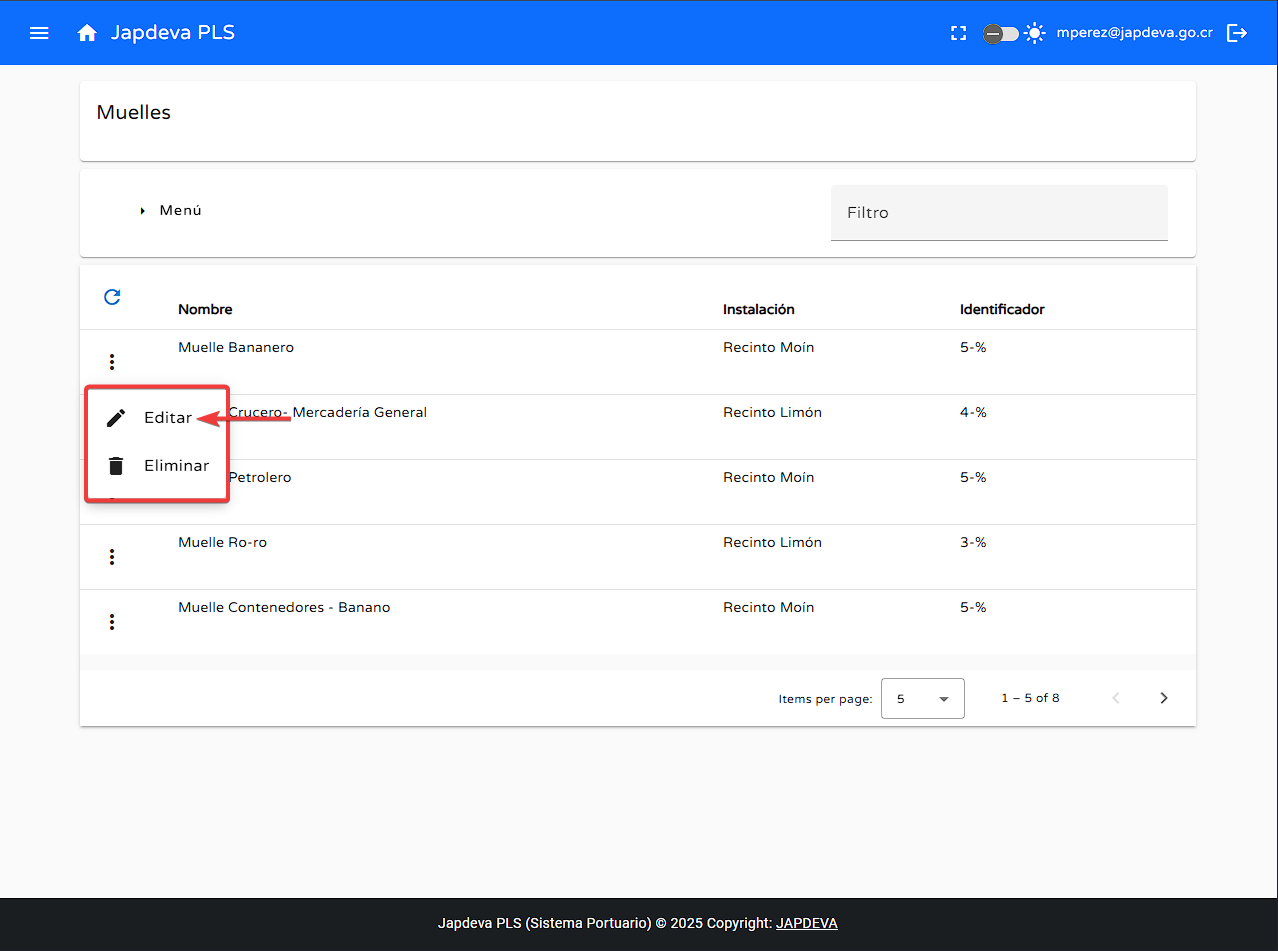 Japdeva PLS mperez@japdeva.go.cr
Muelles
Menú Filtro
Nombre Instalación Identificador
Muelle Bananero Recinto Moín 5-%
Crucero- Mercadería General Recinto Limón 4-%
Editar
Eliminar
Petrolero Recinto Moín 5-%
Muelle Ro-ro Recinto Limón 3-%
Muelle Contenedores - Banano Recinto Moín 5-%
Items per page: 5 1 – 5 of 8
Japdeva PLS (Sistema Portuario) © 2025 Copyright: JAPDEVA